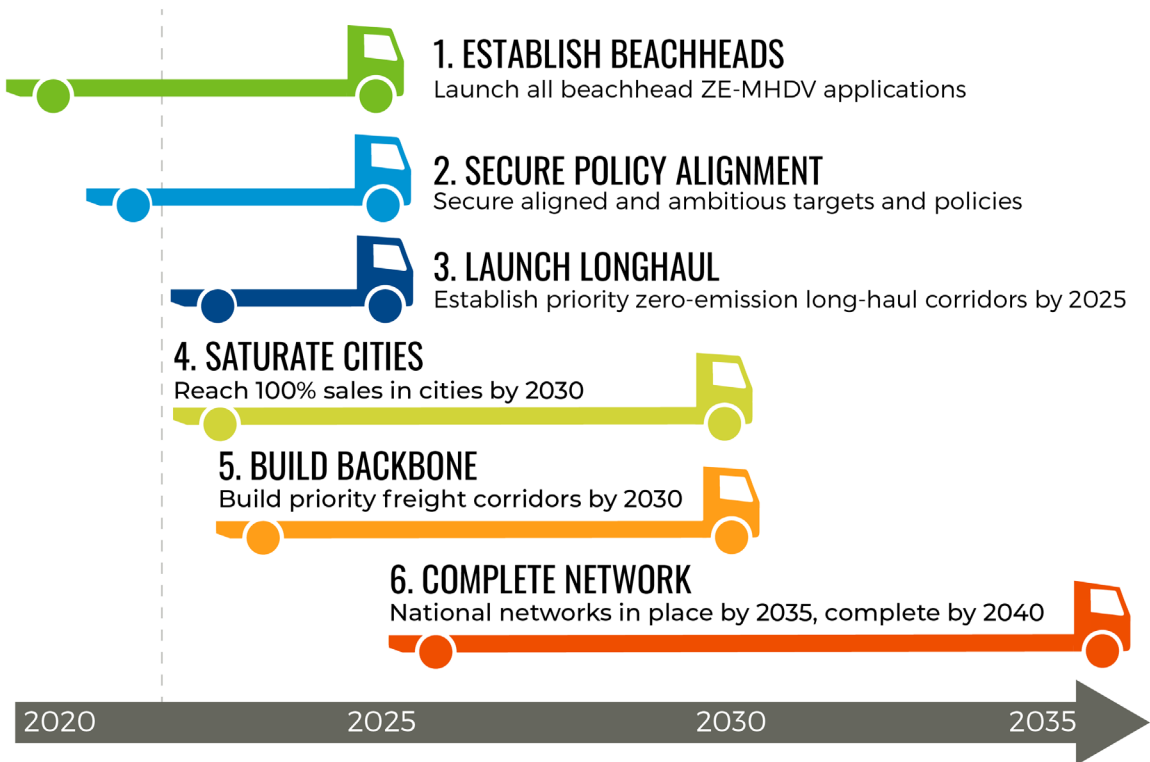 1. ESTABLISH BEACHHEADS
Launch all beachhead ZE-MHDV applications
2. SECURE POLICY ALIGNMENT
Secure aligned and ambitious targets and policies
3. LAUNCH LONGHAUL
Establish priority zero-emission long-haul corridors by 2025
4. SATURATE CITIES
Reach 100% sales in cities by 2030
5. BUILD BACKBONE
Build priority freight corridors by 2030
6. COMPLETE NETWORK
National networks in place by 2035, complete by 2040
2020 2025 2030 2035